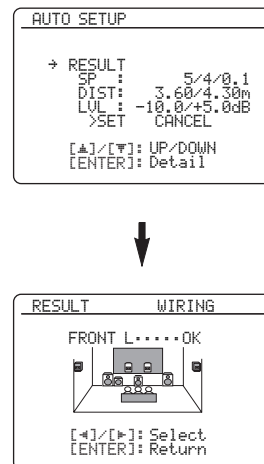 AUTO SETUP
→ RESULT
SP : 5/4/0.1
DIST: 3.60/4.30m
LVL : -10.0/+5.0dB
>SET CANCEL
[▲]/[▼]: UP/DOWN
[ENTER]: Detail
RESULT WIRING
FRONT L•••••OK
[◄]/[►]: Select
[ENTER]: Return